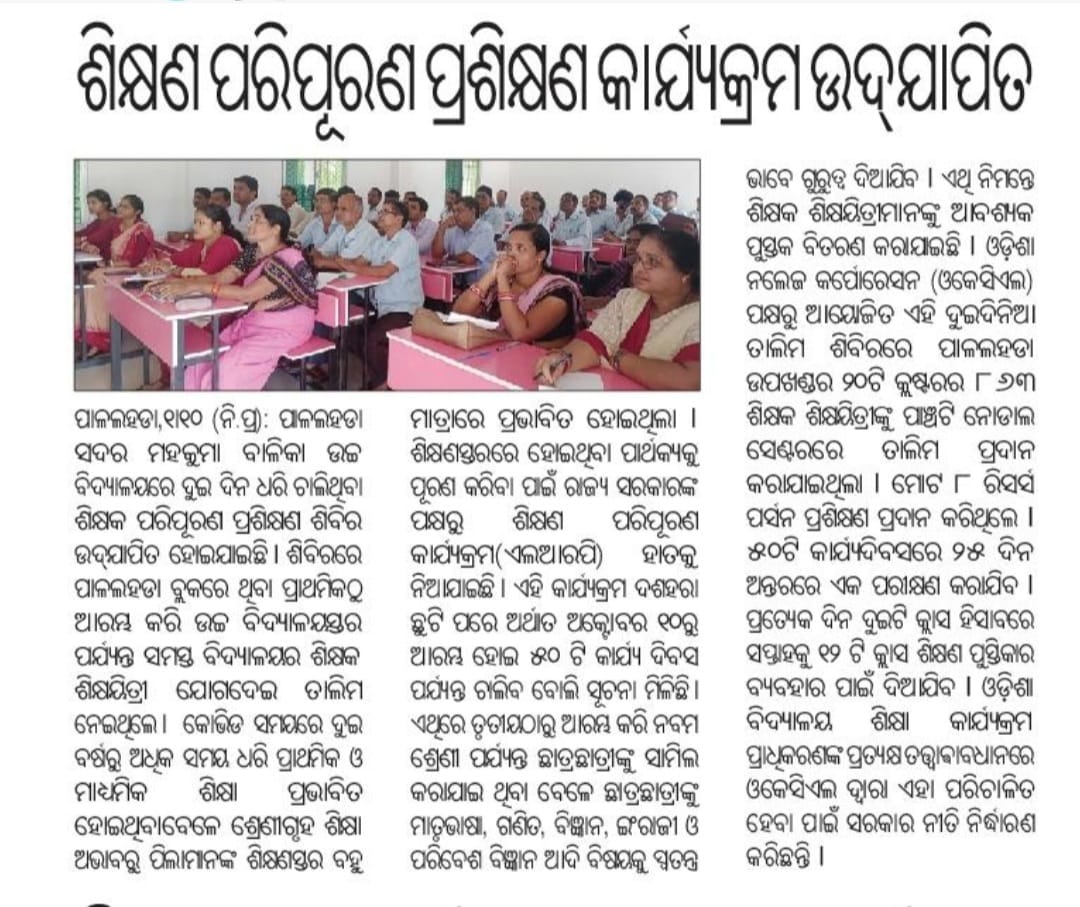 ଶିକ୍ଷଣ ପରିପୂରଣ ପ୍ରଶିକ୍ଷଣ କାର୍ଯ୍ୟକ୍ରମ ଉଦ୍‌ଯାପିତ
ପାଳଲହଡା,୧।୧୦ (ନି.ପ୍ର): ପାଳଲହଡା
ସଦର ମହକୁମା ବାଳିକା ଉଚ୍ଚ
ବିଦ୍ୟାଳୟରେ ଦୁଇ ଦିନ ଧରି ଚାଲିଥିବା
ଶିକ୍ଷକ ପରିପୂରଣ ପ୍ରଶିକ୍ଷଣ ଶିବିର
ଉଦ୍‌ଯାପିତ ହୋଇଯାଇଛି । ଶିବିରରେ
ପାଳଲହଡା ବ୍ଲକରେ ଥିବା ପ୍ରାଥମିକଠୁ
ଆରମ୍ଭ କରି ଉଚ୍ଚ ବିଦ୍ୟାଳୟସ୍ତର
ପର୍ଯ୍ୟନ୍ତ ସମସ୍ତ ବିଦ୍ୟାଳୟର ଶିକ୍ଷକ
ଶିକ୍ଷୟିତ୍ରୀ ଯୋଗଦେଇ ତାଲିମ
ନେଇଥିଲେ । କୋଭିଡ ସମୟରେ ଦୁଇ
ବର୍ଷରୁ ଅଧିକ ସମୟ ଧରି ପ୍ରାଥମିକ ଓ
ମାଧ୍ୟମିକ ଶିକ୍ଷା ପ୍ରଭାବିତ
ହୋଇଥିବାବେଳେ ଶ୍ରେଣୀଗୃହ ଶିକ୍ଷା
ଅଭାବରୁ ପିଲାମାନଙ୍କ ଶିକ୍ଷଣସ୍ତର ବହୁ
ମାତ୍ରାରେ ପ୍ରଭାବିତ ହୋଇଥିଲା ।
ଶିକ୍ଷଣସ୍ତରରେ ହୋଇଥିବା ପାର୍ଥକ୍ୟକୁ
ପୂରଣ କରିବା ପାଇଁ ରାଜ୍ୟ ସରକାରଙ୍କ
ପକ୍ଷରୁ ଶିକ୍ଷଣ ପରିପୂରଣ
କାର୍ଯ୍ୟକ୍ରମ(ଏଲଆରପି) ହାତକୁ
ନିଆଯାଇଛି । ଏହି କାର୍ଯ୍ୟକ୍ରମ ଦଶହରା
ଛୁଟି ପରେ ଅର୍ଥାତ ଅକ୍ଟୋବର ୧୦ରୁ
ଆରମ୍ଭ ହୋଇ ୫୦ ଟି କାର୍ଯ୍ୟ ଦିବସ
ପର୍ଯ୍ୟନ୍ତ ଚାଲିବ ବୋଲି ସୂଚନା ମିଳିଛି ।
ଏଥିରେ ତୃତୀୟଠାରୁ ଆରମ୍ଭ କରି ନବମ
ଶ୍ରେଣୀ ପର୍ଯ୍ୟନ୍ତ ଛାତ୍ରଛାତ୍ରୀଙ୍କୁ ସାମିଲ
କରାଯାଇ ଥିବା ବେଳେ ଛାତ୍ରଛାତ୍ରୀଙ୍କୁ
ମାତୃଭାଷା, ଗଣିତ, ବିଜ୍ଞାନ, ଇଂରାଜୀ ଓ
ପରିବେଶ ବିଜ୍ଞାନ ଆଦି ବିଷୟକୁ ସ୍ଵତନ୍ତ୍ର
ଭାବେ ଗୁରୁତ୍ୱ ଦିଆଯିବ । ଏଥି ନିମନ୍ତେ
ଶିକ୍ଷକ ଶିକ୍ଷୟିତ୍ରୀମାନଙ୍କୁ ଆବଶ୍ୟକ
ପୁସ୍ତକ ବିତରଣ କରାଯାଇଛି । ଓଡ଼ିଶା
ନଲେଜ କର୍ପୋରେସନ (ଓକେସିଏଲ)
ପକ୍ଷରୁ ଆୟୋଜିତ ଏହି ଦୁଇଦିନିଆ
ତାଲିମ ଶିବିରରେ ପାଳଲହଡା
ଉପଖଣ୍ଡର ୨୦ଟି କ୍ଲଷ୍ଟରର ୮୬୩
ଶିକ୍ଷକ ଶିକ୍ଷୟିତ୍ରୀଙ୍କୁ ପାଞ୍ଚଟି ନୋଡାଲ
ସେଣ୍ଟରରେ ତାଲିମ ପ୍ରଦାନ
କରାଯାଇଥିଲା । ମୋଟ ୮ ରିସର୍ସ
ପର୍ସନ ପ୍ରଶିକ୍ଷଣ ପ୍ରଦାନ କରିଥିଲେ ।
୫୦ଟି କାର୍ଯ୍ୟଦିବସରେ ୨୫ ଦିନ
ଅନ୍ତରରେ ଏକ ପରୀକ୍ଷଣ କରାଯିବ ।
ପ୍ରତ୍ୟେକ ଦିନ ଦୁଇଟି କ୍ଲାସ ହିସାବରେ
ସପ୍ତାହକୁ ୧୨ ଟି କ୍ଲାସ ଶିକ୍ଷଣ ପୁସ୍ତିକାର
ବ୍ୟବହାର ପାଇଁ ଦିଆଯିବ । ଓଡ଼ିଶା
ବିଦ୍ୟାଳୟ ଶିକ୍ଷା କାର୍ଯ୍ୟକ୍ରମ
ପ୍ରାଧିକରଣଙ୍କ ପ୍ରତ୍ୟକ୍ଷ ତତ୍ତ୍ୱାବଧାନରେ
ଓକେସିଏଲ ଦ୍ୱାରା ଏହା ପରିଚାଳିତ
ହେବା ପାଇଁ ସରକାର ନୀତି ନିର୍ଦ୍ଧାରଣ
କରିଛନ୍ତି ।